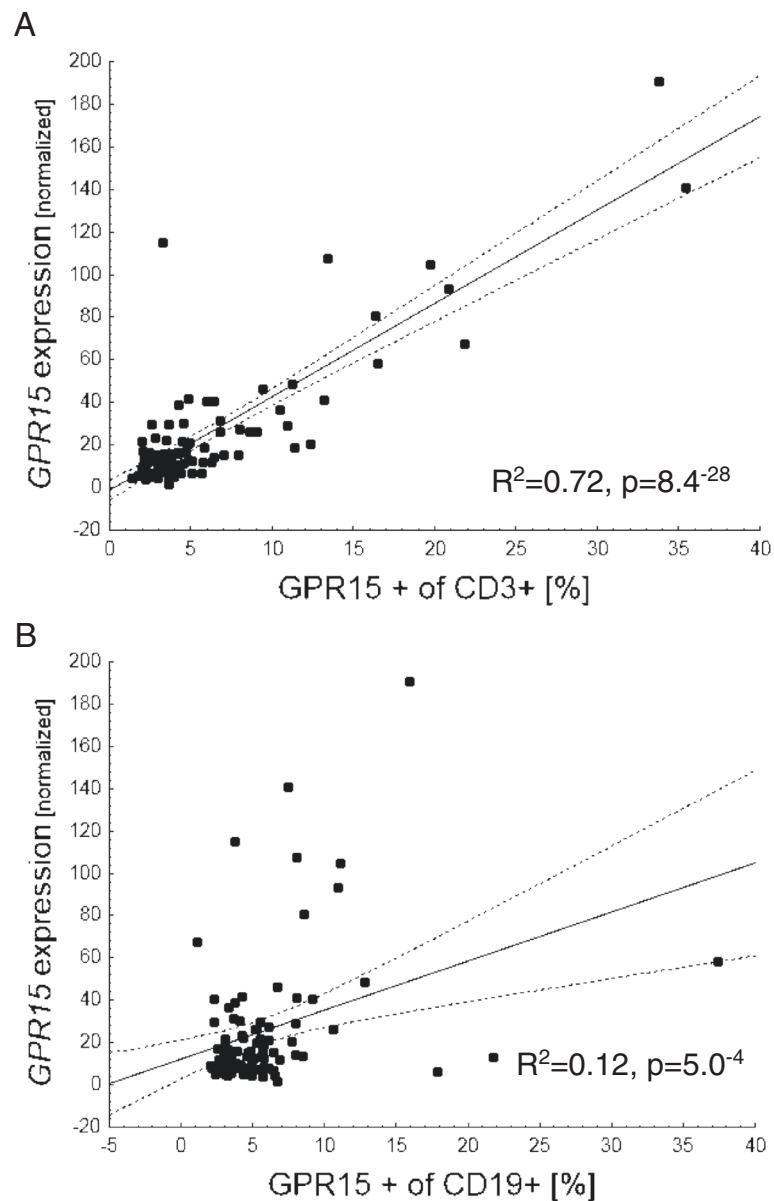 A
200
180
160
140
120
100
80
60
40
20
0
-20
GPR15 expression [normalized]
R²=0.72, p=8.4⁻²⁸
0 5 10 15 20 25 30 35 40
GPR15 + of CD3+ [%]
B
200
180
160
140
120
100
80
60
40
20
0
-20
GPR15 expression [normalized]
R²=0.12, p=5.0⁻⁴
-5 0 5 10 15 20 25 30 35 40
GPR15 + of CD19+ [%]